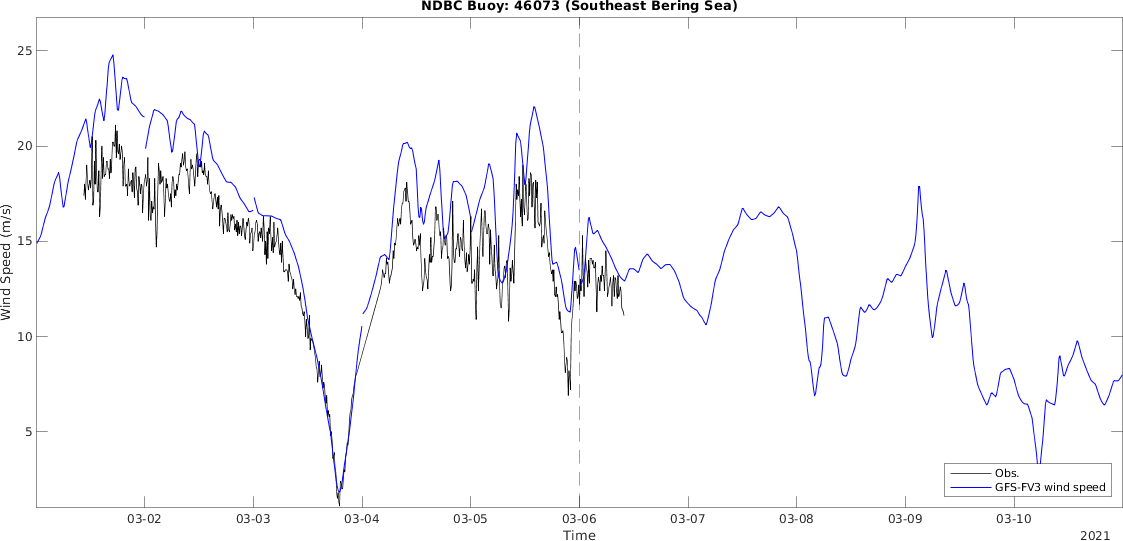 NDBC Buoy: 46073 (Southeast Bering Sea)
25
20
15
10
5
Wind Speed (m/s)
03-02 03-03 03-04 03-05 03-06 03-07 03-08 03-09 03-10
Time
2021
Obs.
GFS-FV3 wind speed